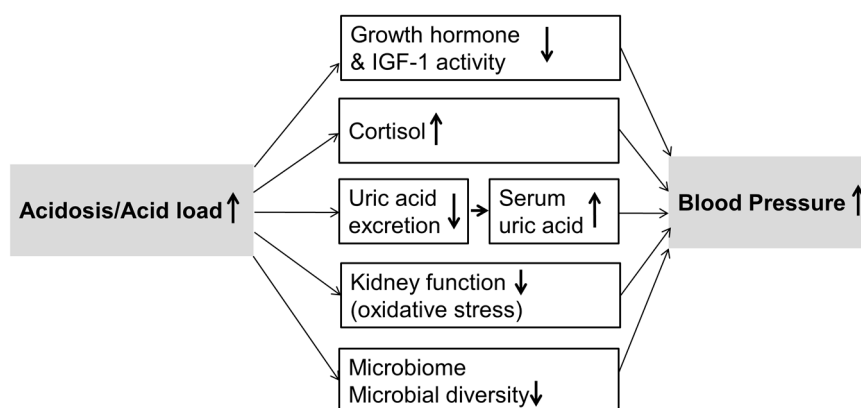 Growth hormone
& IGF-1 activity
Cortisol
Acidosis/Acid load
Uric acid
excretion
Serum
uric acid
Blood Pressure
Kidney function
(oxidative stress)
Microbiome
Microbial diversity